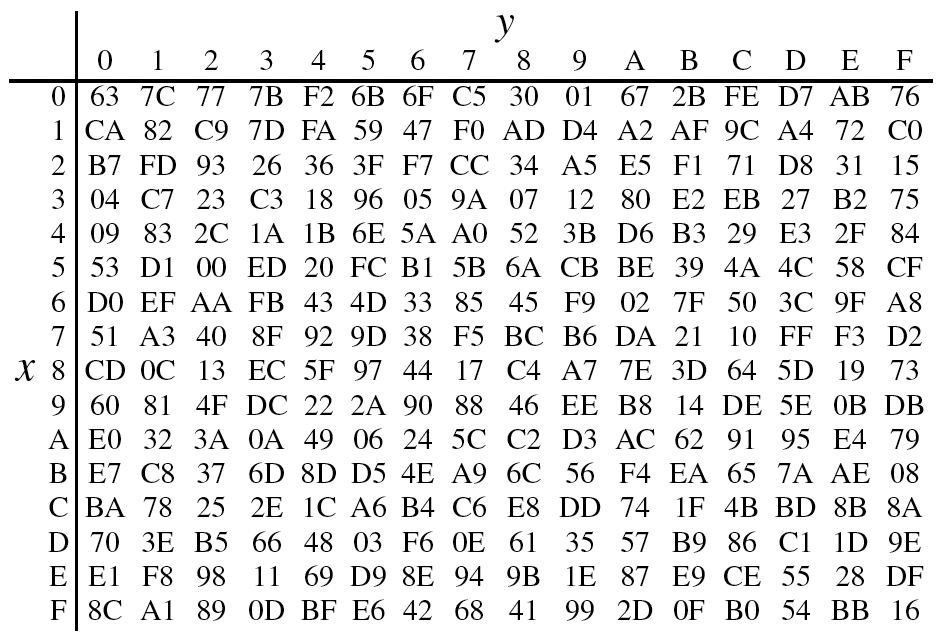 y
0 1 2 3 4 5 6 7 8 9 A B C D E F
0 63 7C 77 7B F2 6B 6F C5 30 01 67 2B FE D7 AB 76
1 CA 82 C9 7D FA 59 47 F0 AD D4 A2 AF 9C A4 72 C0
2 B7 FD 93 26 36 3F F7 CC 34 A5 E5 F1 71 D8 31 15
3 04 C7 23 C3 18 96 05 9A 07 12 80 E2 EB 27 B2 75
4 09 83 2C 1A 1B 6E 5A A0 52 3B D6 B3 29 E3 2F 84
5 53 D1 00 ED 20 FC B1 5B 6A CB BE 39 4A 4C 58 CF
6 D0 EF AA FB 43 4D 33 85 45 F9 02 7F 50 3C 9F A8
7 51 A3 40 8F 92 9D 38 F5 BC B6 DA 21 10 FF F3 D2
x 8 CD 0C 13 EC 5F 97 44 17 C4 A7 7E 3D 64 5D 19 73
9 60 81 4F DC 22 2A 90 88 46 EE B8 14 DE 5E 0B DB
A E0 32 3A 0A 49 06 24 5C C2 D3 AC 62 91 95 E4 79
B E7 C8 37 6D 8D D5 4E A9 6C 56 F4 EA 65 7A AE 08
C BA 78 25 2E 1C A6 B4 C6 E8 DD 74 1F 4B BD 8B 8A
D 70 3E B5 66 48 03 F6 0E 61 35 57 B9 86 C1 1D 9E
E E1 F8 98 11 69 D9 8E 94 9B 1E 87 E9 CE 55 28 DF
F 8C A1 89 0D BF E6 42 68 41 99 2D 0F B0 54 BB 16